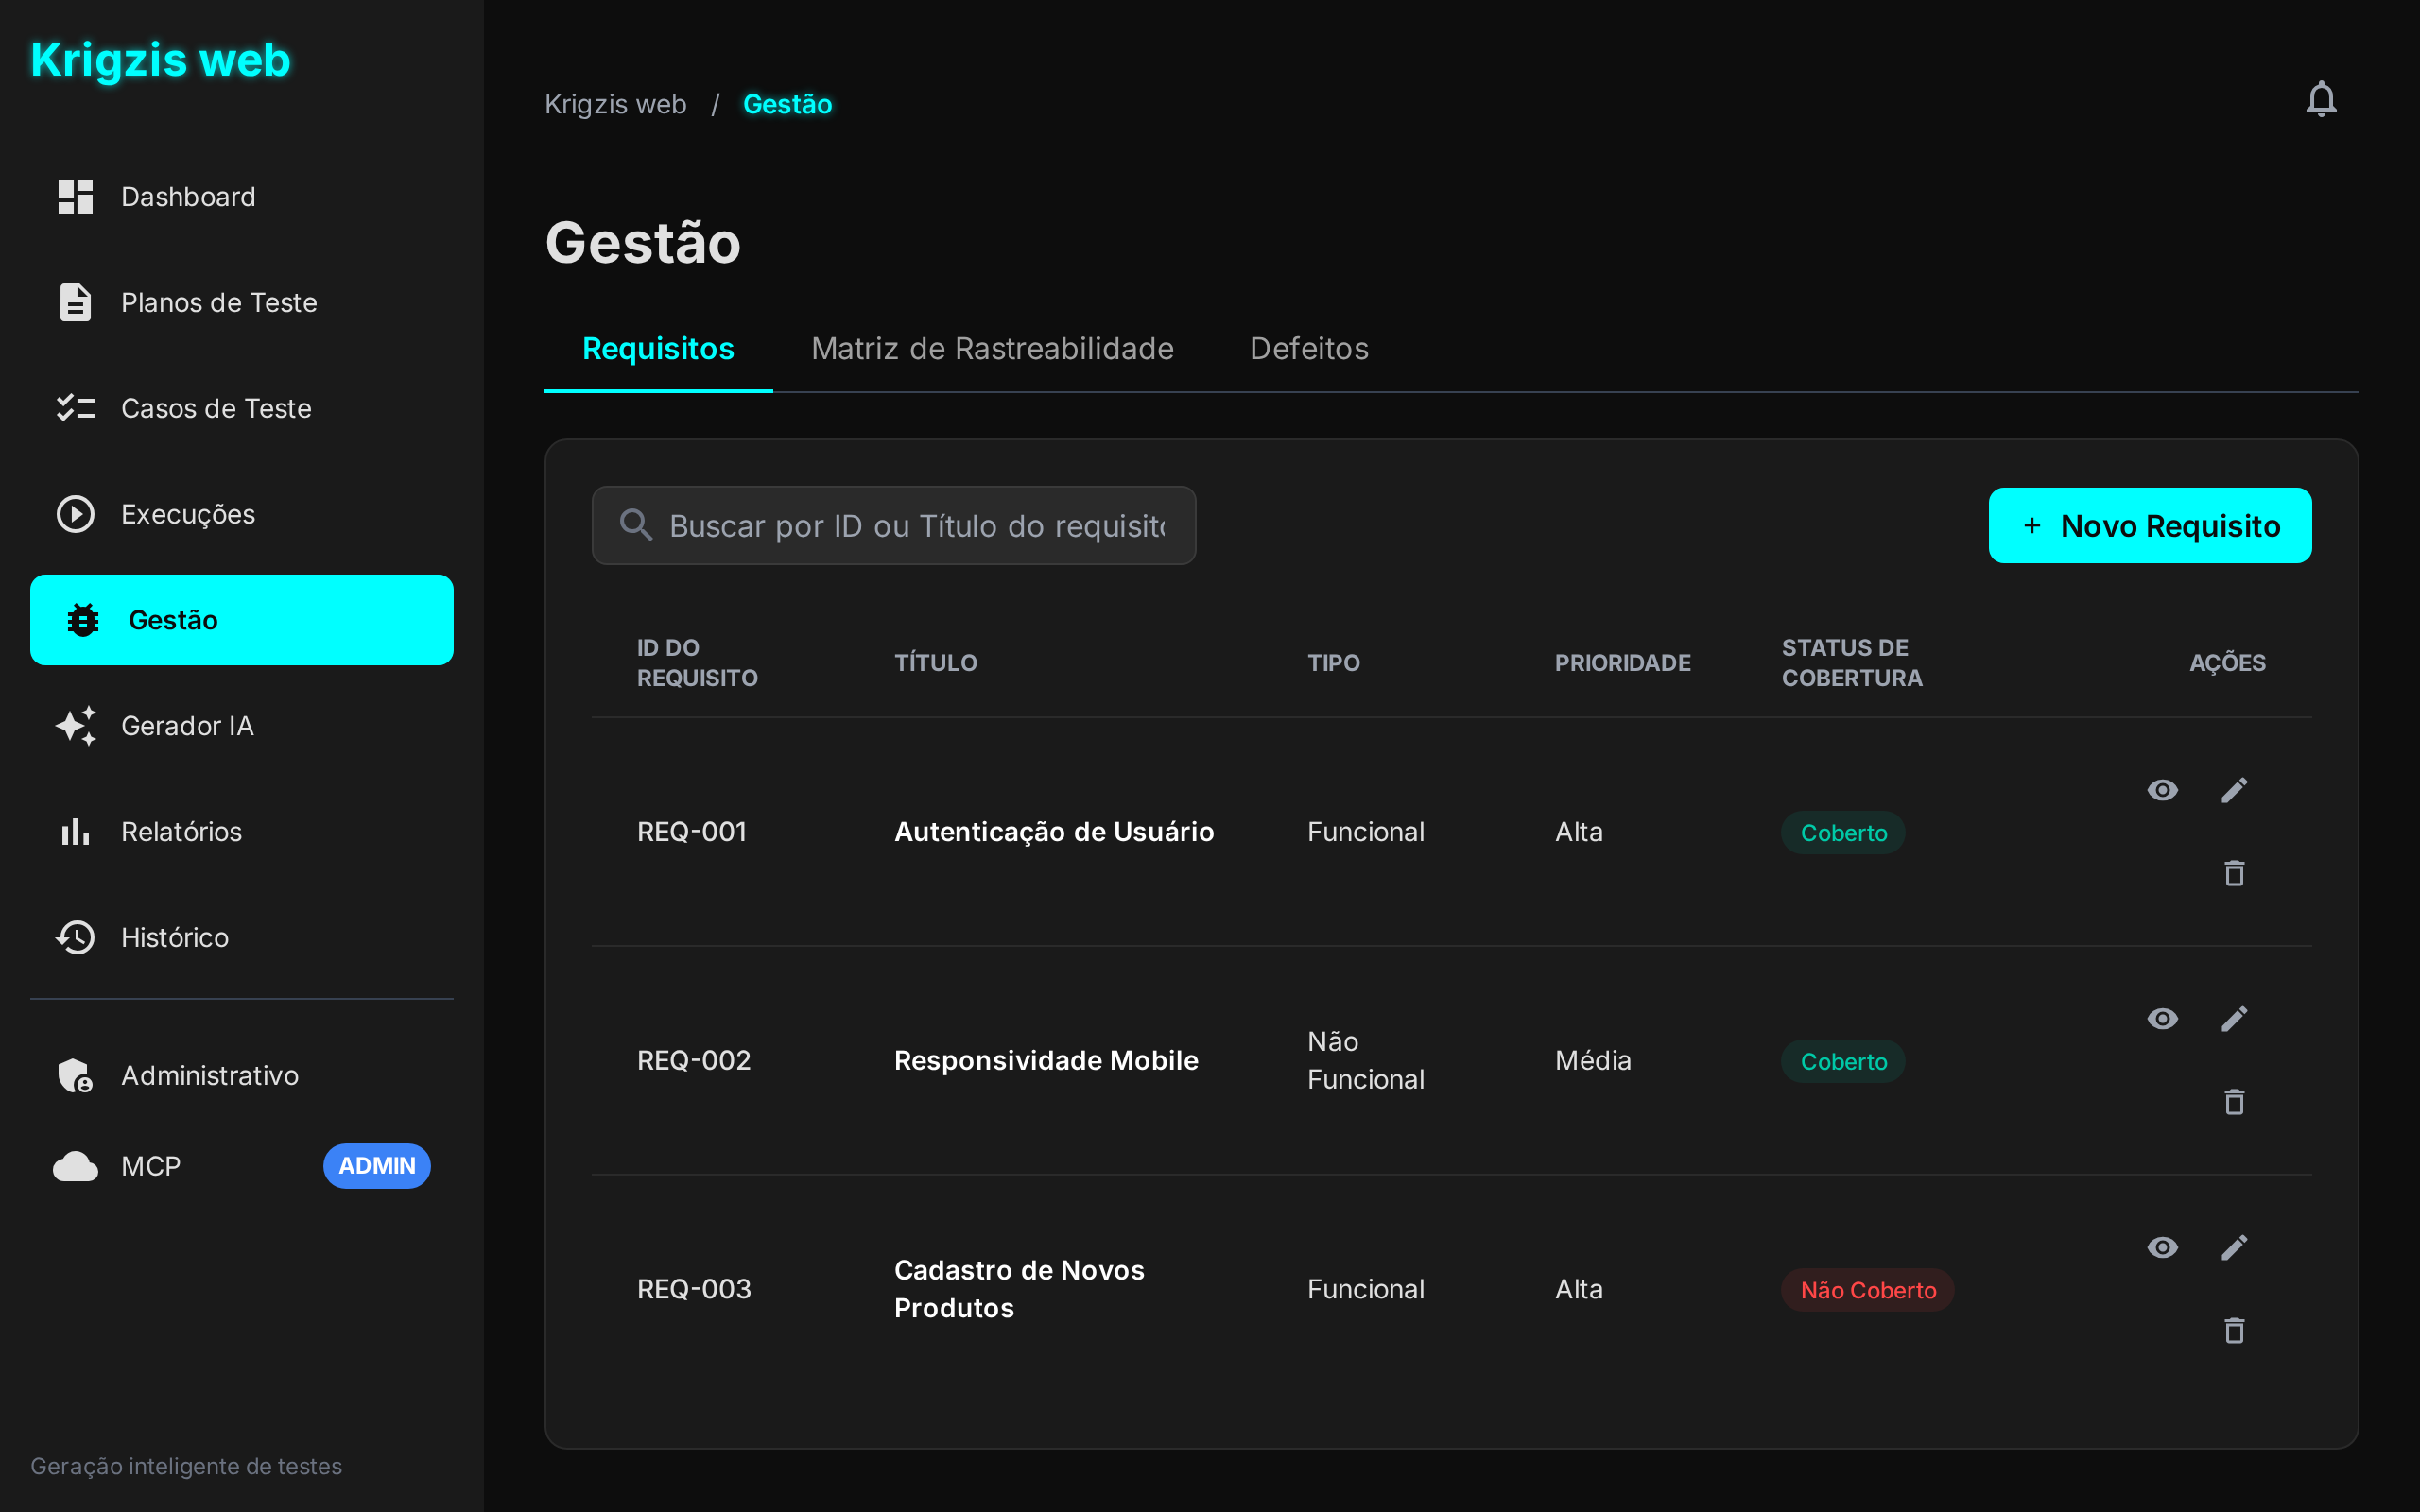 Krigzis web
Dashboard
Planos de Teste
Casos de Teste
Execuções
Gestão
Gerador IA
Relatórios
Histórico
Administrativo
MCP ADMIN
Geração inteligente de testes
Krigzis web / Gestão
Gestão
Requisitos Matriz de Rastreabilidade Defeitos
Buscar por ID ou Título do requisito
+ Novo Requisito
ID DO
REQUISITO
TÍTULO
TIPO
PRIORIDADE
STATUS DE
COBERTURA
AÇÕES
REQ-001
Autenticação de Usuário
Funcional
Alta
Coberto
REQ-002
Responsividade Mobile
Não
Funcional
Média
Coberto
REQ-003
Cadastro de Novos
Produtos
Funcional
Alta
Não Coberto